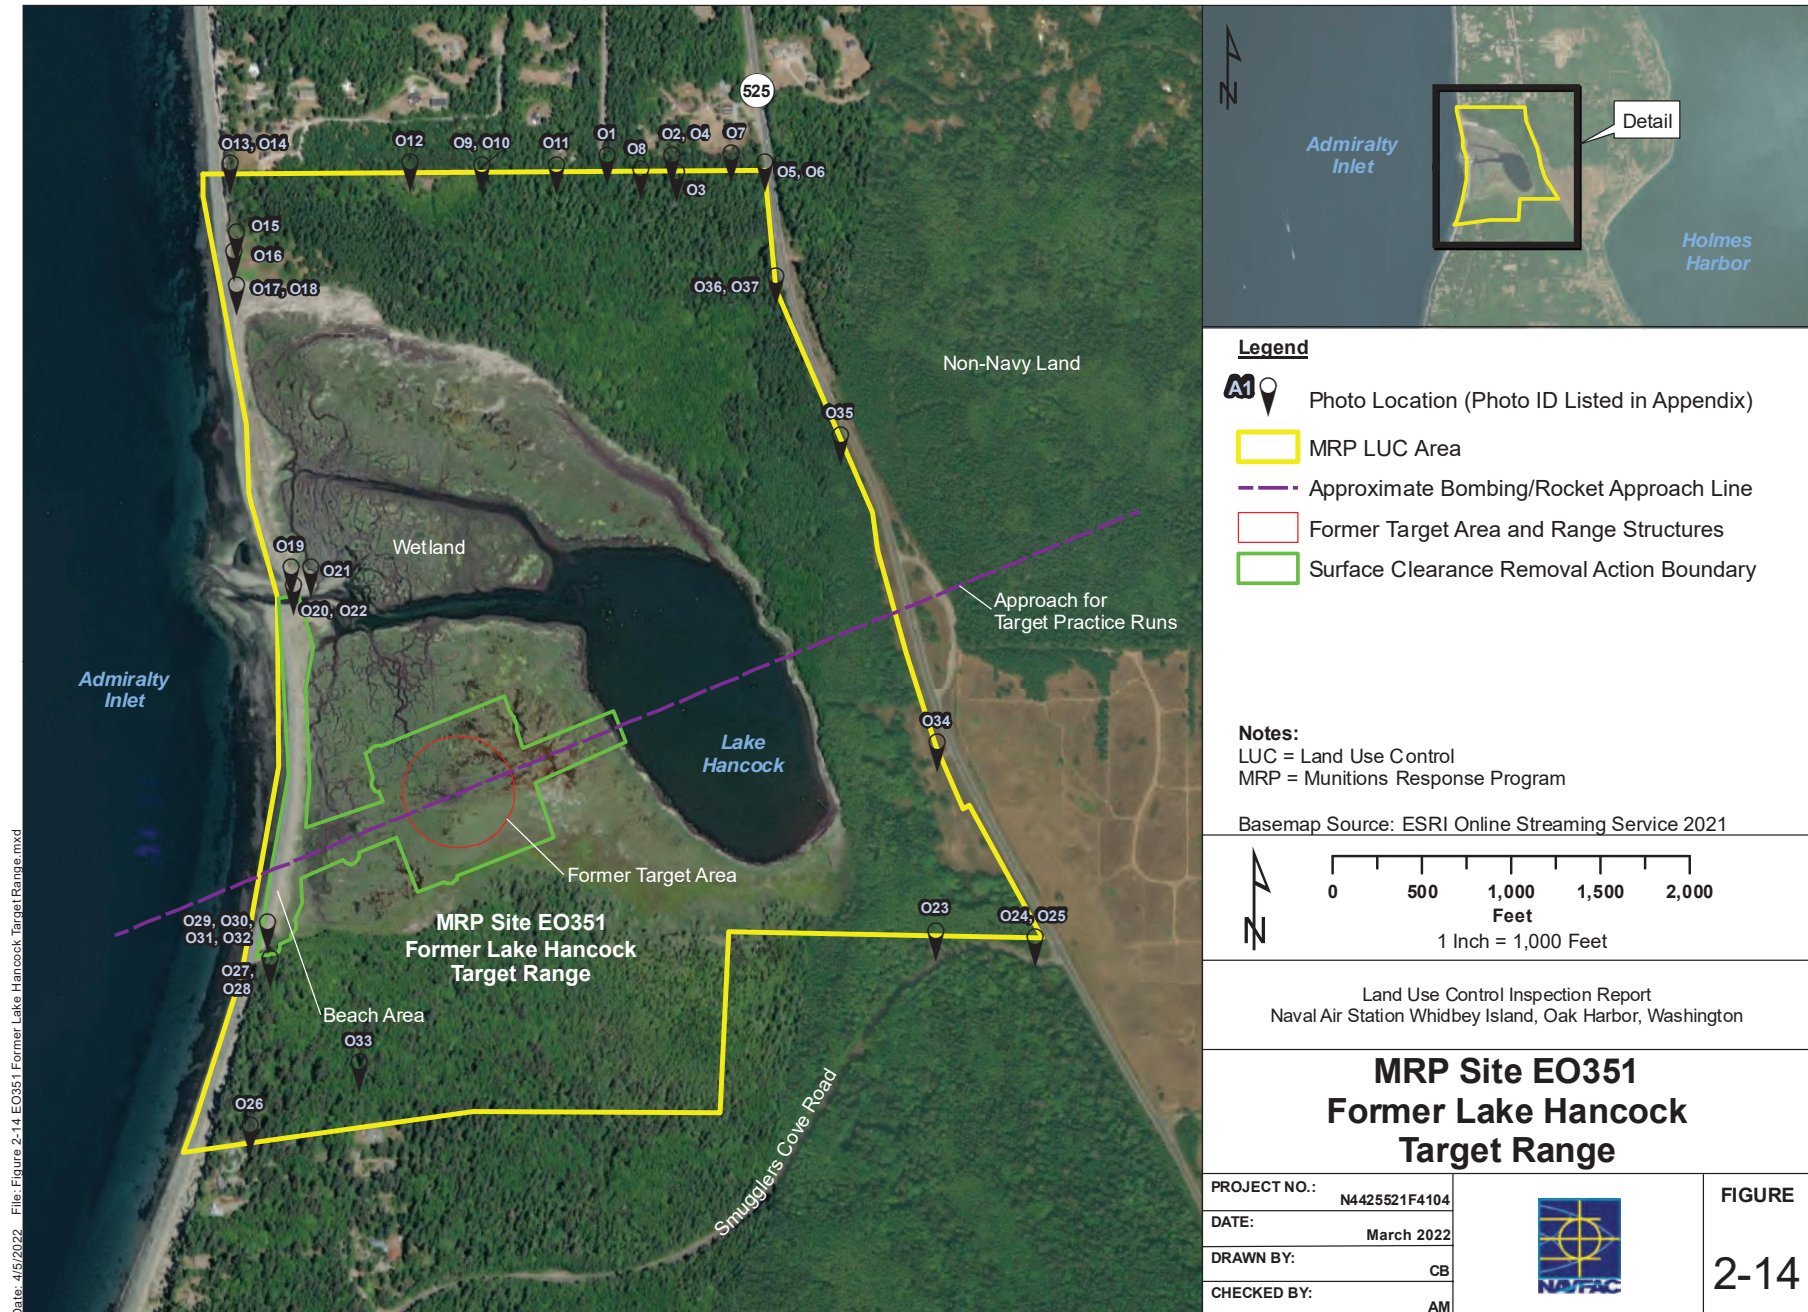 525
O13, O14
O12
O9, O10
O11
O1
O8
O2, O4
O7
O3
O5, O6
O15
O16
O17, O18
O36, O37
Non-Navy Land
O35
Wetland
O19
O21
O20, O22
Approach for
Target Practice Runs
Admiralty
Inlet
Lake
Hancock
O34
Former Target Area
O29, O30,
O31, O32
MRP Site EO351
Former Lake Hancock
Target Range
O23
O24, O25
O27,
O28
Beach Area
O33
O26
Smugglers Cove Road
Date: 4/5/2022 File: Figure 2-14 EO351 Former Lake Hancock Target Range.mxd
N
Admiralty
Inlet
Detail
Holmes
Harbor
Legend
A1 Photo Location (Photo ID Listed in Appendix)
MRP LUC Area
Approximate Bombing/Rocket Approach Line
Former Target Area and Range Structures
Surface Clearance Removal Action Boundary
Notes:
LUC = Land Use Control
MRP = Munitions Response Program
Basemap Source: ESRI Online Streaming Service 2021
N
0 500 1,000 1,500 2,000
Feet
1 Inch = 1,000 Feet
Land Use Control Inspection Report
Naval Air Station Whidbey Island, Oak Harbor, Washington
MRP Site EO351
Former Lake Hancock
Target Range
PROJECT NO.: N4425521F4104
DATE: March 2022
DRAWN BY: CB
CHECKED BY: AM
NAVFAC
FIGURE
2-14